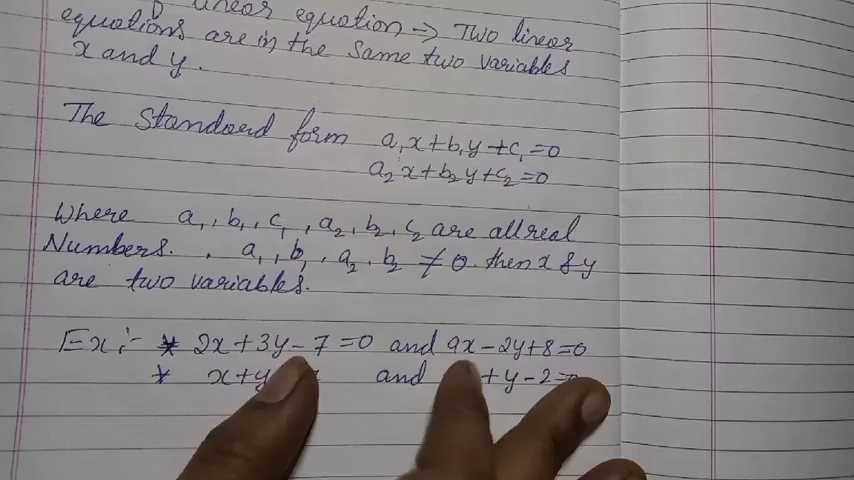 linear equation → Two linear
equations are in the same two variables
x and y.
The Standard form a₁x+b₁y+c₁=0
a₂x+b₂y+c₂=0
Where a₁, b₁, c₁, a₂, b₂, c₂ are all real
Numbers. , a₁, b₁, a₂, b₂ ≠ 0. then x & y
are two variables.
Ex:- * 2x+3y-7=0 and 9x-2y+8=0
* x+y and +y-2=0